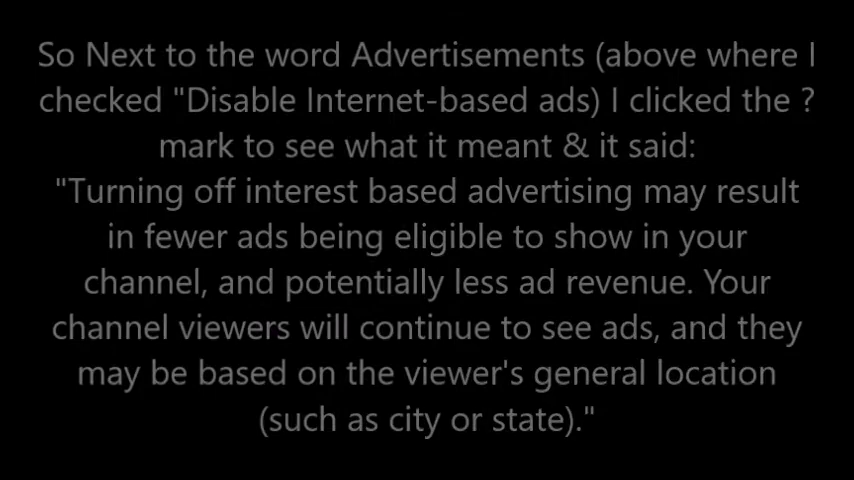 So Next to the word Advertisements (above where I
checked "Disable Internet-based ads) I clicked the ?
mark to see what it meant & it said:
"Turning off interest based advertising may result
in fewer ads being eligible to show in your
channel, and potentially less ad revenue. Your
channel viewers will continue to see ads, and they
may be based on the viewer's general location
(such as city or state)."